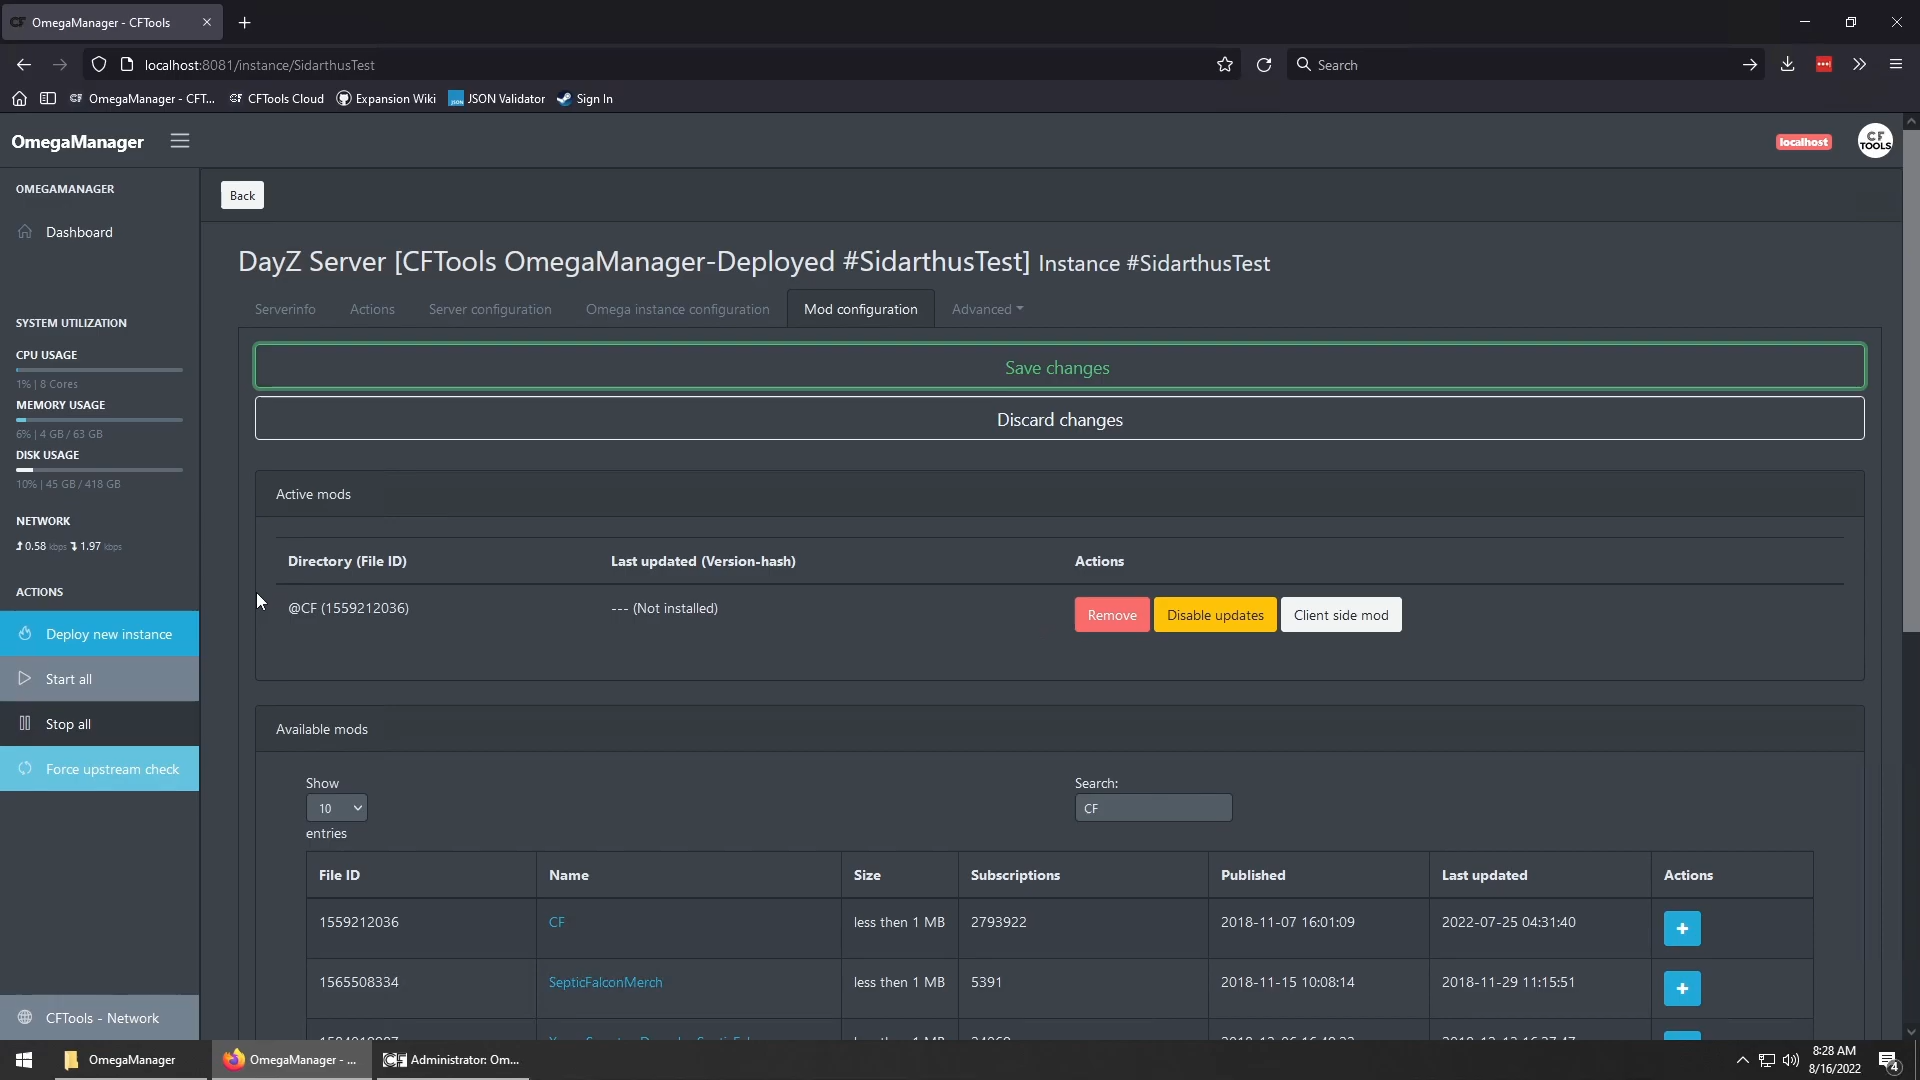 OmegaManager - CFTools
localhost:8081/instance/SidarthusTest
Search
OmegaManager - CFT...
CFTools Cloud
Expansion Wiki
JSON Validator
Sign In
OmegaManager
localhost
CF TOOLS
OMEGAMANAGER
Dashboard
SYSTEM UTILIZATION
CPU USAGE
1% | 8 Cores
MEMORY USAGE
6% | 4 GB / 63 GB
DISK USAGE
10% | 45 GB / 418 GB
NETWORK
0.58 kbps 1.97 kbps
ACTIONS
Deploy new instance
Start all
Stop all
Force upstream check
CFTools - Network
Back
DayZ Server [CFTools OmegaManager-Deployed #SidarthusTest] Instance #SidarthusTest
Serverinfo
Actions
Server configuration
Omega instance configuration
Mod configuration
Advanced
Save changes
Discard changes
Active mods
Directory (File ID) Last updated (Version-hash) Actions
@CF (1559212036) --- (Not installed) Remove Disable updates Client side mod
Available mods
Show
10
entries
Search:
CF
File ID Name Size Subscriptions Published Last updated Actions
1559212036 CF less then 1 MB 2793922 2018-11-07 16:01:09 2022-07-25 04:31:40
1565508334 SepticFalconMerch less then 1 MB 5391 2018-11-15 10:08:14 2018-11-29 11:15:51
OmegaManager
OmegaManager - ...
Administrator: Om...
8:28 AM
8/16/2022
4